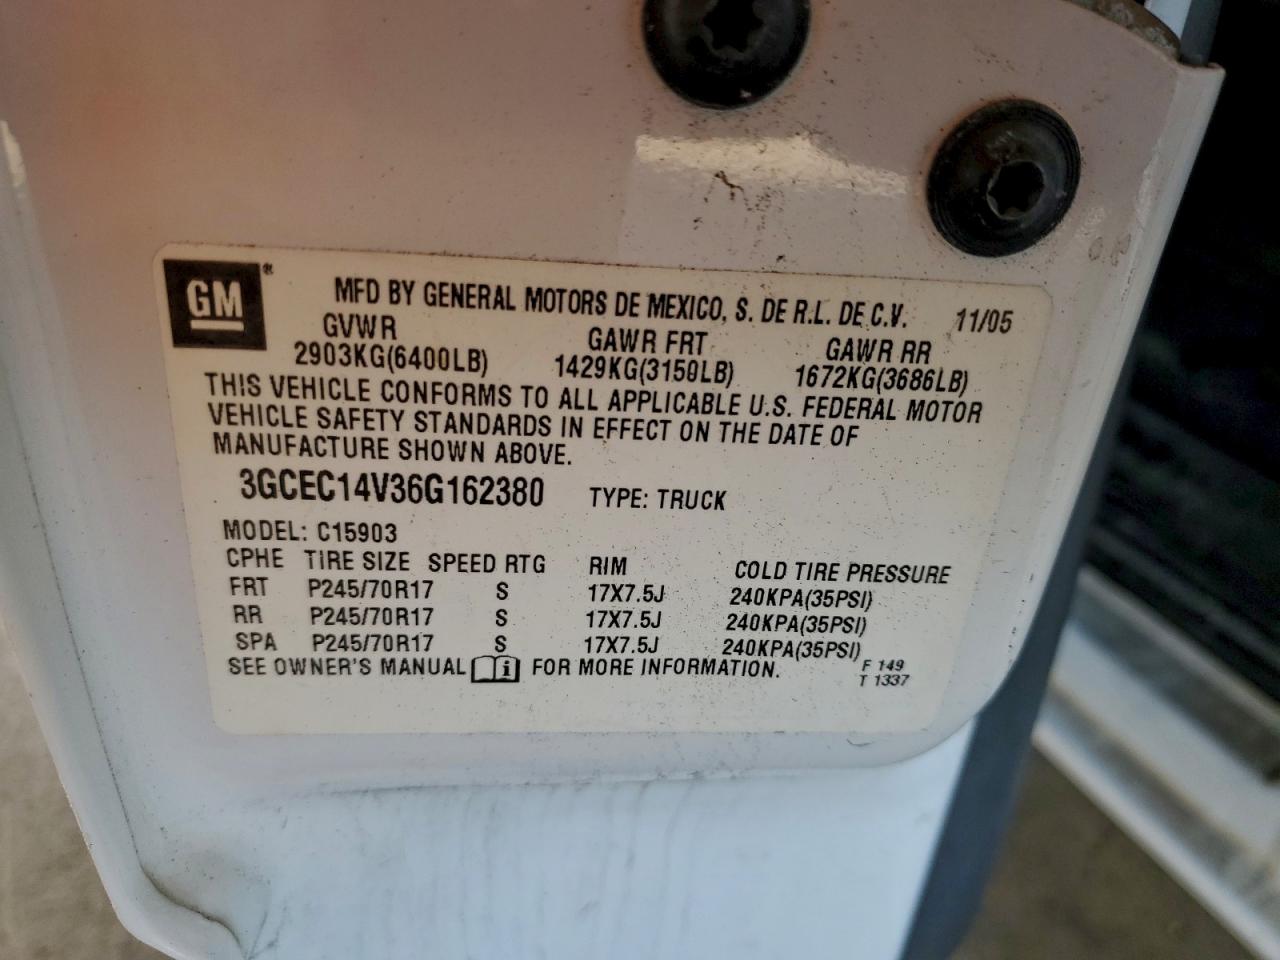 GM®
MFD BY GENERAL MOTORS DE MEXICO, S. DE R.L. DE C.V. 11/05
GVWR GAWR FRT GAWR RR
2903KG(6400LB) 1429KG(3150LB) 1672KG(3686LB)
THIS VEHICLE CONFORMS TO ALL APPLICABLE U.S. FEDERAL MOTOR
VEHICLE SAFETY STANDARDS IN EFFECT ON THE DATE OF
MANUFACTURE SHOWN ABOVE.
3GCEC14V36G162380 TYPE: TRUCK
MODEL: C15903
CPHE TIRE SIZE SPEED RTG RIM COLD TIRE PRESSURE
FRT P245/70R17 S 17X7.5J 240KPA(35PSI)
RR P245/70R17 S 17X7.5J 240KPA(35PSI)
SPA P245/70R17 S 17X7.5J 240KPA(35PSI)
SEE OWNER'S MANUAL i FOR MORE INFORMATION.
F 149
T 1337